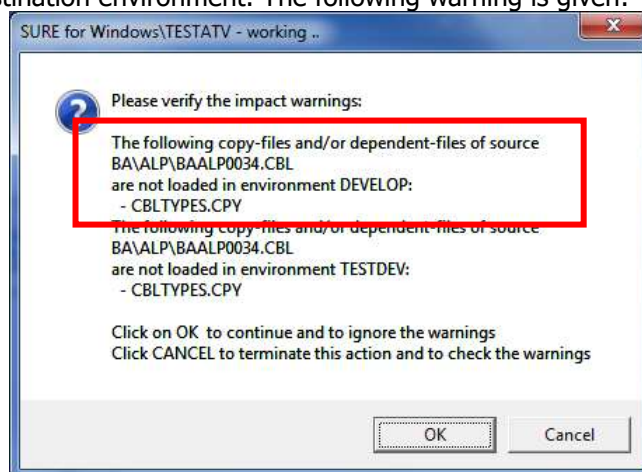 stination environment. The following warning is given:
SURE for Windows\TESTATV - working ..
Please verify the impact warnings:
The following copy-files and/or dependent-files of source
BA\ALP\BAALP0034.CBL
are not loaded in environment DEVELOP:
- CBLTYPES.CPY
The following copy-files and/or dependent-files of source
BA\ALP\BAALP0034.CBL
are not loaded in environment TESTDEV:
- CBLTYPES.CPY
Click on OK to continue and to ignore the warnings
Click CANCEL to terminate this action and to check the warnings
OK
Cancel